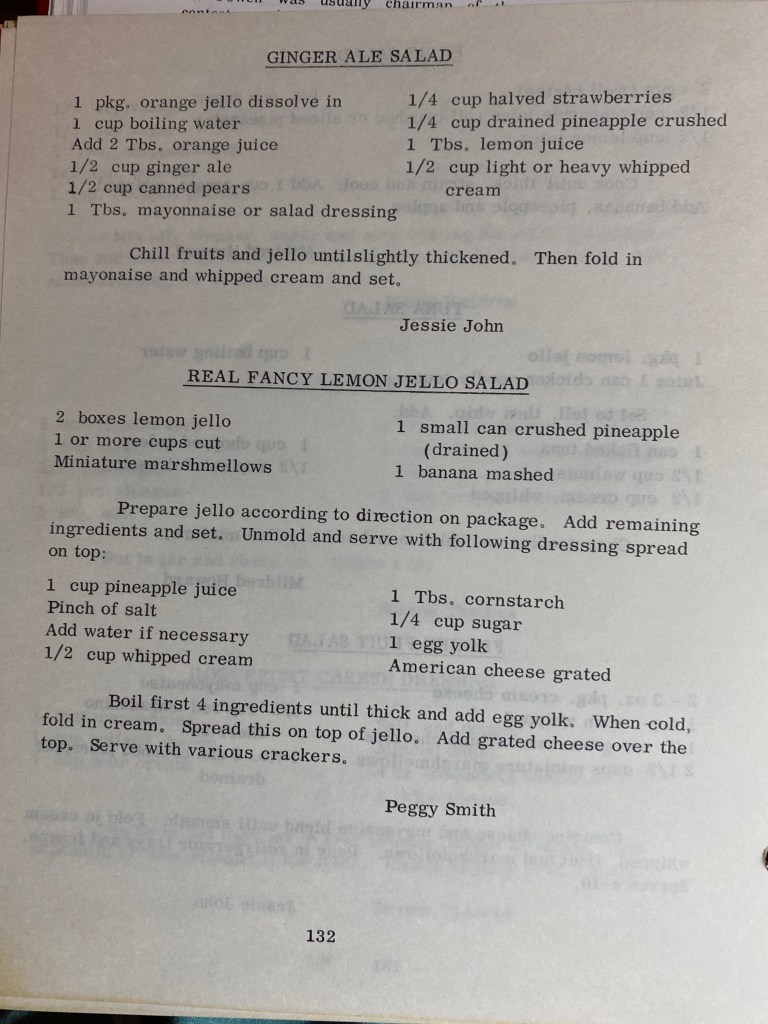 was usually chairman of
GINGER ALE SALAD
1 pkg. orange jello dissolve in
1 cup boiling water
Add 2 Tbs. orange juice
1/2 cup ginger ale
1/2 cup canned pears
1 Tbs. mayonnaise or salad dressing
1/4 cup halved strawberries
1/4 cup drained pineapple crushed
1 Tbs. lemon juice
1/2 cup light or heavy whipped
cream
Chill fruits and jello untilslightly thickened. Then fold in
mayonaise and whipped cream and set.
Jessie John
REAL FANCY LEMON JELLO SALAD
2 boxes lemon jello
1 or more cups cut
Miniature marshmellows
1 small can crushed pineapple
(drained)
1 banana mashed
Prepare jello according to direction on package. Add remaining
ingredients and set. Unmold and serve with following dressing spread
on top:
1 cup pineapple juice
Pinch of salt
Add water if necessary
1/2 cup whipped cream
1 Tbs. cornstarch
1/4 cup sugar
1 egg yolk
American cheese grated
Boil first 4 ingredients until thick and add egg yolk. When cold,
fold in cream. Spread this on top of jello. Add grated cheese over the
top. Serve with various crackers.
Peggy Smith
132